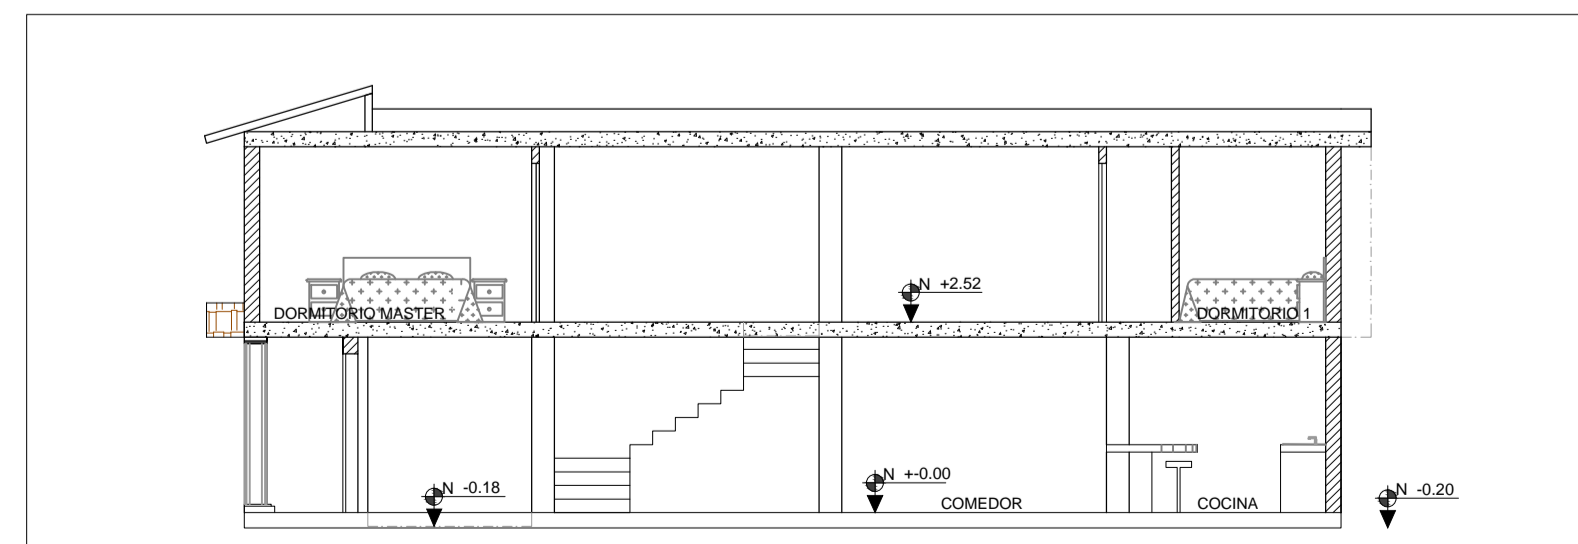 N +2.52
DORMITORIO MASTER
DORMITORIO 1
N +-0.00
N -0.18
N -0.20
COMEDOR
COCINA